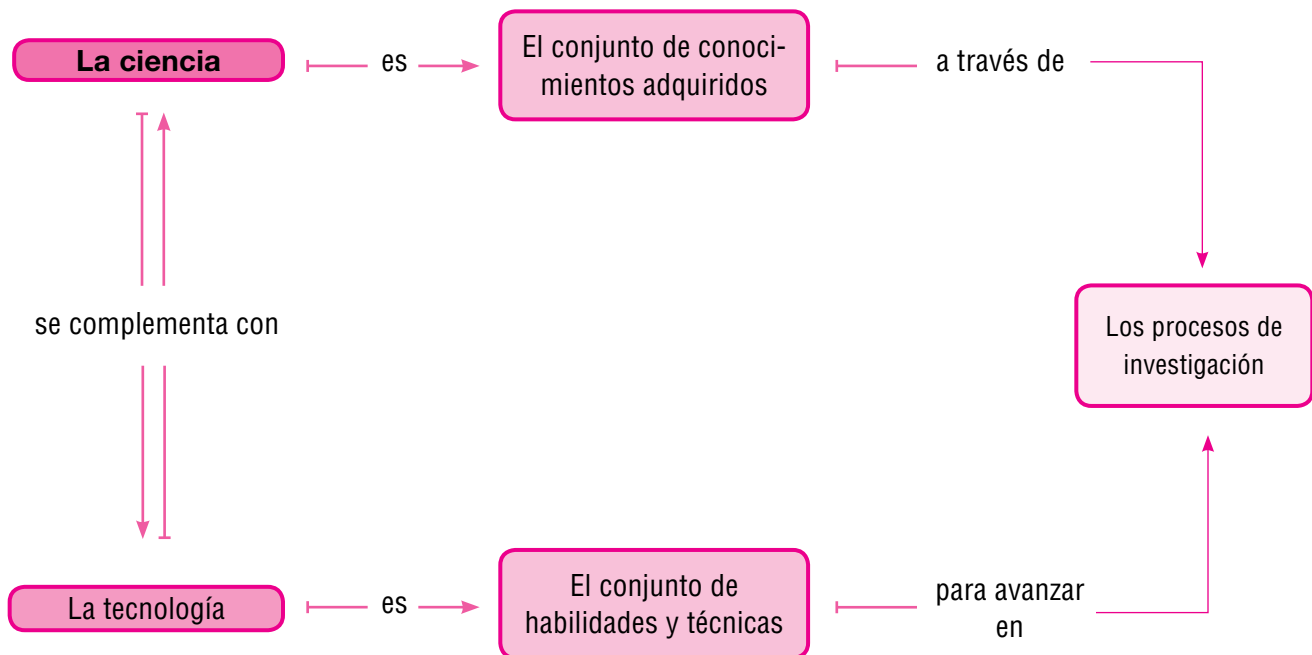 La ciencia
es
El conjunto de conoci-
mientos adquiridos
a través de
se complementa con
Los procesos de
investigación
La tecnología
es
El conjunto de
habilidades y técnicas
para avanzar
en